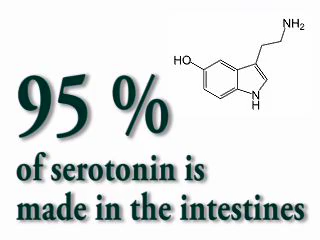 NH₂
HO
N
H
95 %
of serotonin is
made in the intestines